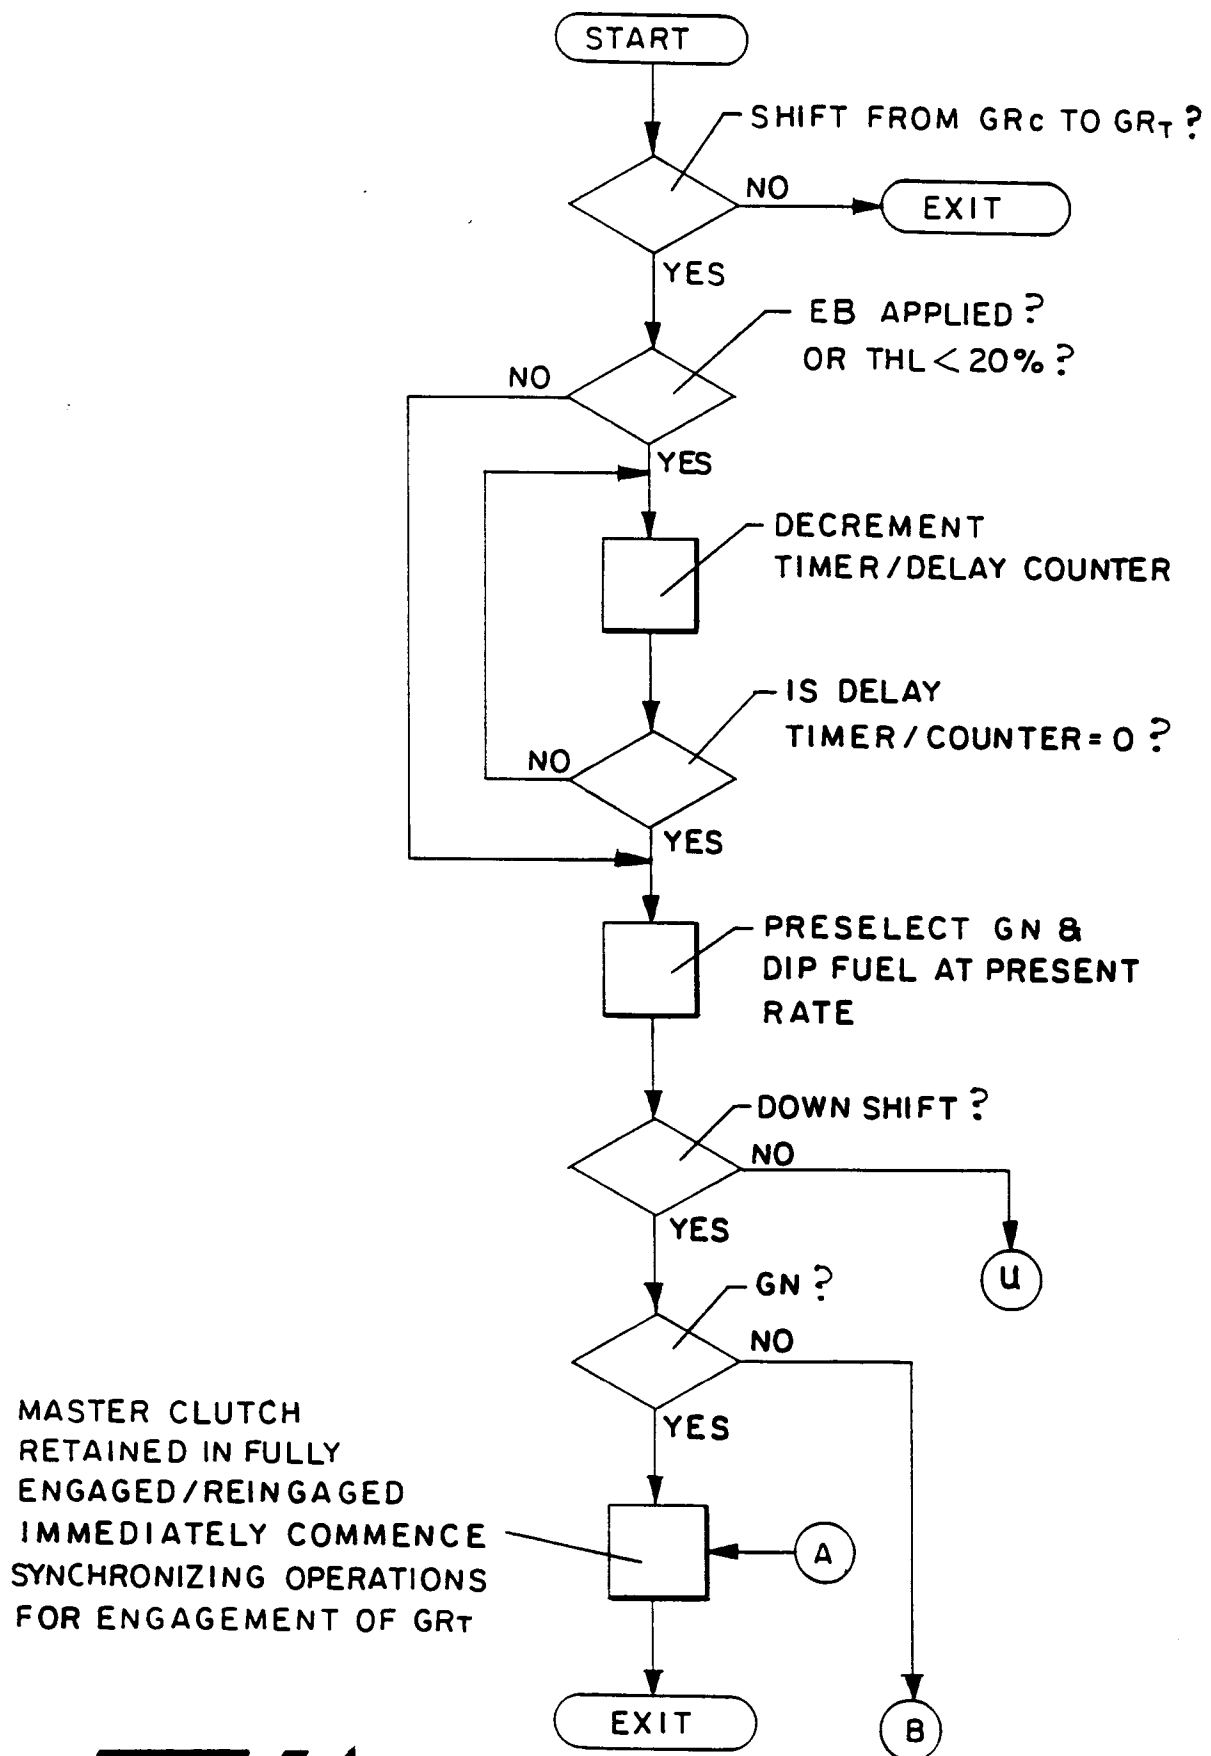 START
SHIFT FROM GRC TO GRT?
NO
EXIT
YES
EB APPLIED?
OR THL < 20%?
NO
YES
DECREMENT
TIMER/DELAY COUNTER
IS DELAY
TIMER/COUNTER = 0?
NO
YES
PRESELECT GN &
DIP FUEL AT PRESENT
RATE
DOWN SHIFT?
NO
YES
U
GN?
NO
YES
MASTER CLUTCH
RETAINED IN FULLY
ENGAGED/REINGAGED
IMMEDIATELY COMMENCE
SYNCHRONIZING OPERATIONS
FOR ENGAGEMENT OF GRT
A
EXIT
B